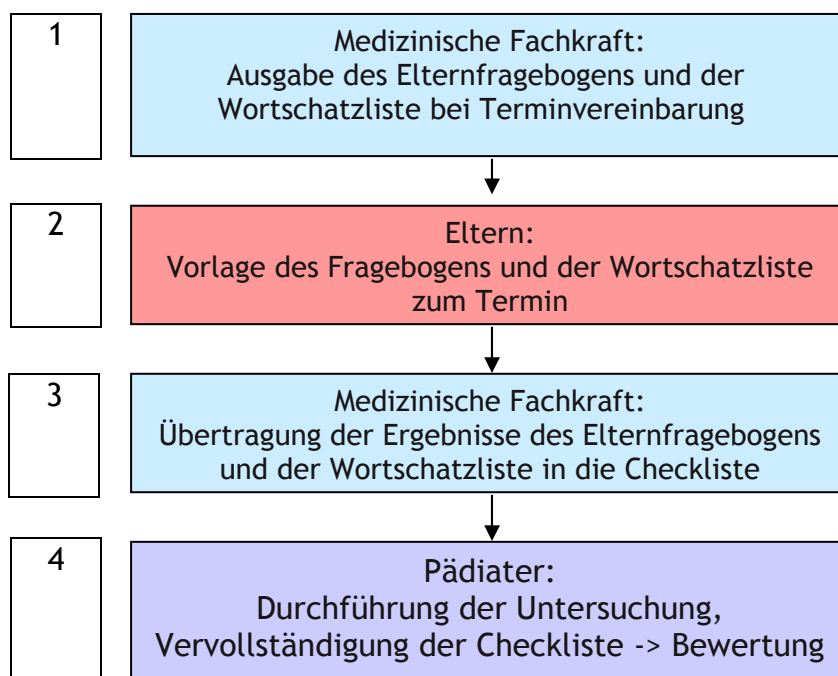 1
Medizinische Fachkraft:
Ausgabe des Elternfragebogens und der
Wortschatzliste bei Terminvereinbarung
2
Eltern:
Vorlage des Fragebogens und der Wortschatzliste
zum Termin
3
Medizinische Fachkraft:
Übertragung der Ergebnisse des Elternfragebogens
und der Wortschatzliste in die Checkliste
4
Pädiater:
Durchführung der Untersuchung,
Vervollständigung der Checkliste -> Bewertung